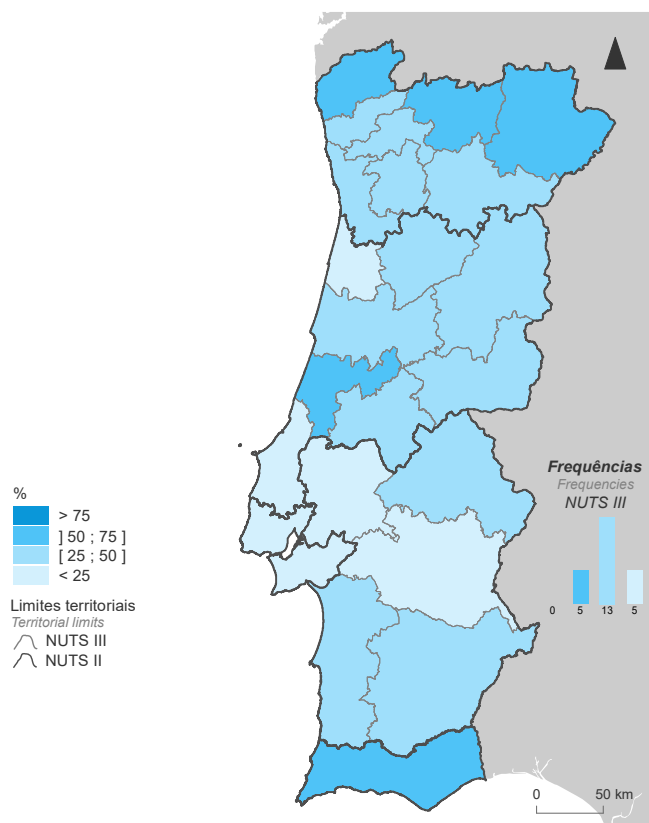 %
> 75
] 50 ; 75 ]
[ 25 ; 50 ]
< 25
Limites territoriais
Territorial limits
NUTS III
NUTS II
Frequências
Frequencies
NUTS III
0 5 13 5
0 50 km